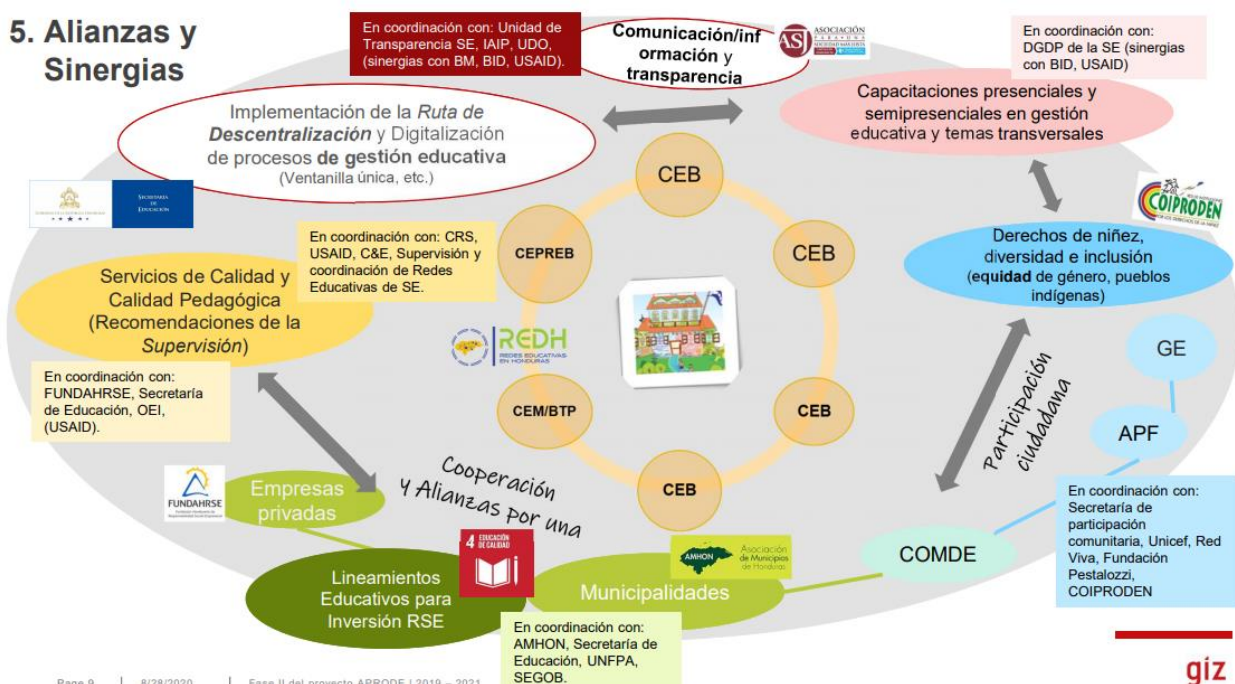 5. Alianzas y
Sinergias
En coordinación con: Unidad de
Transparencia SE, IAIP, UDO,
(sinergias con BM, BID, USAID).
Comunicación/inf
ormación y
transparencia
ASJ
ASOCIACIÓN
PARA UNA
SOCIEDAD MÁS JUSTA
En coordinación con:
DGDP de la SE (sinergias
con BID, USAID)
Implementación de la Ruta de
Descentralización y Digitalización
de procesos de gestión educativa
(Ventanilla única, etc.)
Capacitaciones presenciales y
semipresenciales en gestión
educativa y temas transversales
SECRETARÍA DE
EDUCACIÓN
COIPRODEN
CEB
CEPREB
CEB
En coordinación con: CRS,
USAID, C&E, Supervisión y
coordinación de Redes
Educativas de SE.
Derechos de niñez,
diversidad e inclusión
(equidad de género, pueblos
indígenas)
Servicios de Calidad y
Calidad Pedagógica
(Recomendaciones de la
Supervisión)
REDH
REDES EDUCATIVAS
EN HONDURAS
GE
En coordinación con:
FUNDAHRSE, Secretaría
de Educación, OEI,
(USAID).
CEM/BTP
CEB
Participación
ciudadana
APF
Cooperación
y Alianzas por una
CEB
FUNDAHRSE
Empresas
privadas
En coordinación con:
Secretaría de
participación
comunitaria, Unicef, Red
Viva, Fundación
Pestalozzi,
COIPRODEN
4 EDUCACIÓN
DE CALIDAD
AMHON
Asociación
de Municipios
de Honduras
COMDE
Lineamientos
Educativos para
Inversión RSE
Municipalidades
En coordinación con:
AMHON, Secretaría de
Educación, UNFPA,
SEGOB.
giz
Page 9 | 8/28/2020 | Fase II del proyecto APRODE | 2019 – 2021